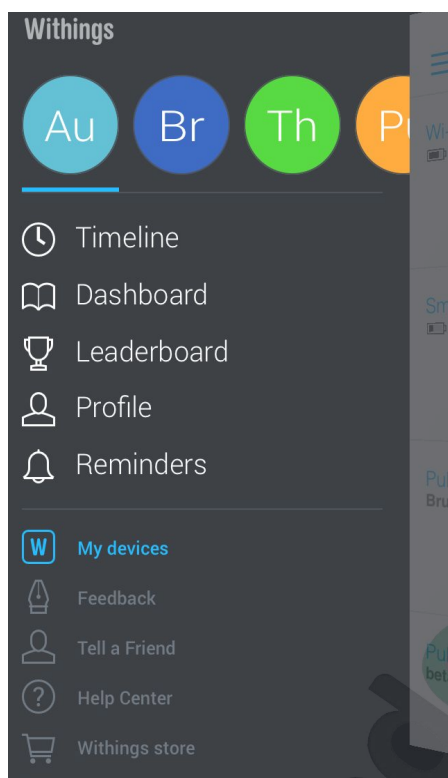 Withings
Au Br Th
Timeline
Dashboard
Leaderboard
Profile
Reminders
W My devices
Feedback
Tell a Friend
? Help Center
Withings store